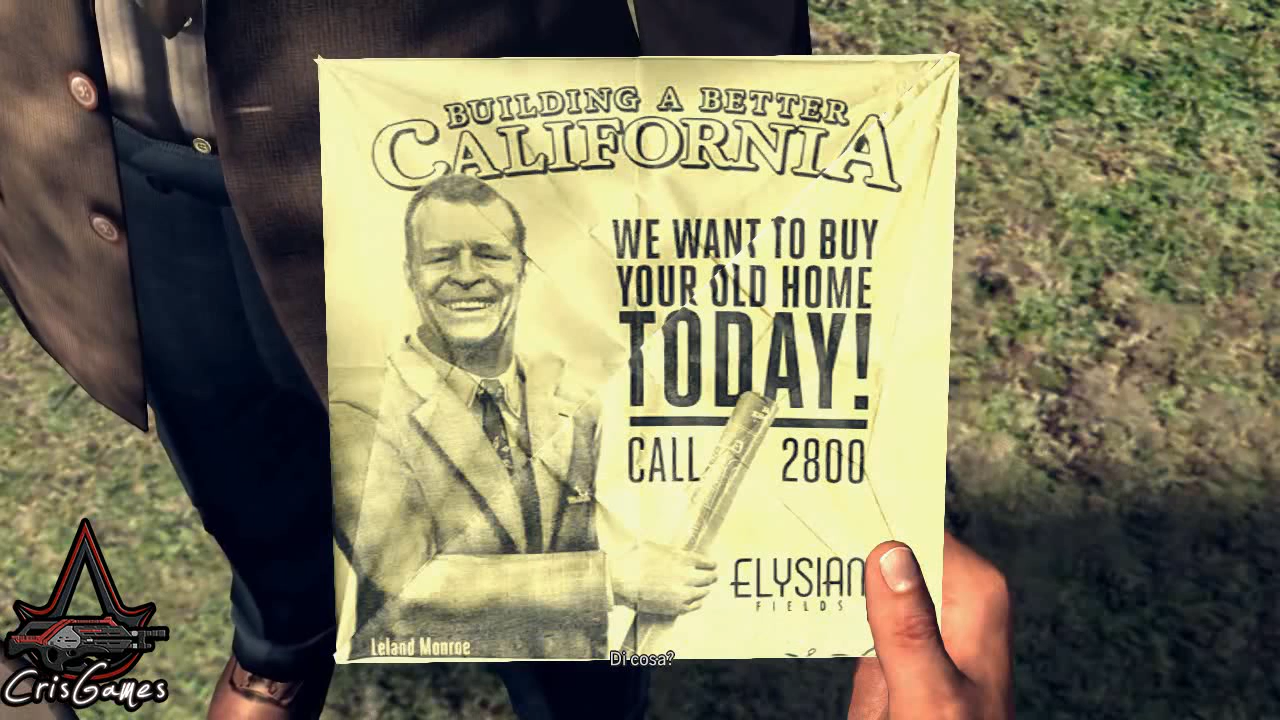 BUILDING A BETTER
CALIFORNIA
WE WANT TO BUY
YOUR OLD HOME
TODAY!
CALL 2800
ELYSIAN
FIELDS
Leland Monroe
Di cosa?
CrisGames